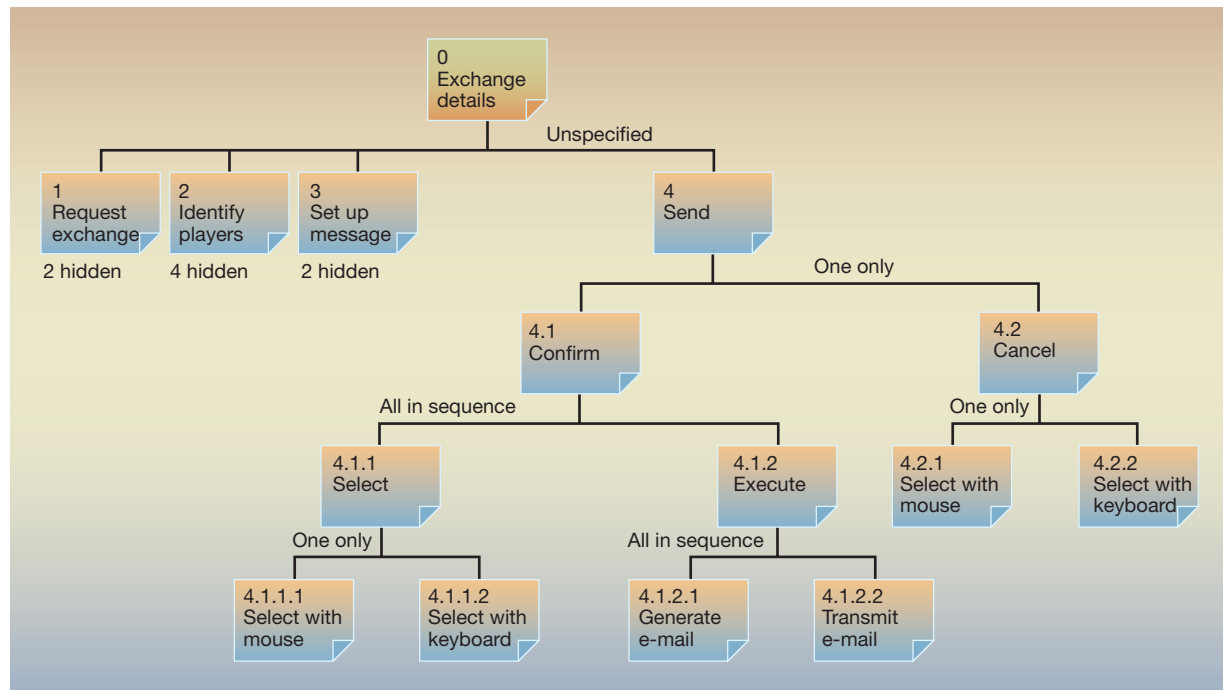 0
Exchange
details
Unspecified
1
Request
exchange
2 hidden
2
Identify
players
4 hidden
3
Set up
message
2 hidden
4
Send
One only
4.1
Confirm
4.2
Cancel
All in sequence
One only
4.1.1
Select
4.1.2
Execute
4.2.1
Select with
mouse
4.2.2
Select with
keyboard
One only
All in sequence
4.1.1.1
Select with
mouse
4.1.1.2
Select with
keyboard
4.1.2.1
Generate
e-mail
4.1.2.2
Transmit
e-mail